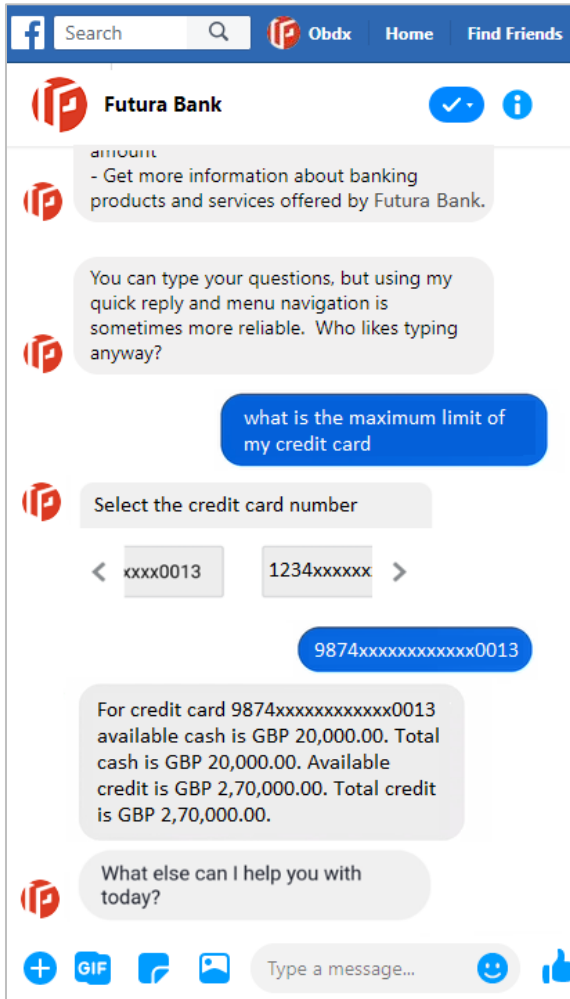 f Search Obdx Home Find Friends
Futura Bank
amount
- Get more information about banking
products and services offered by Futura Bank.
You can type your questions, but using my
quick reply and menu navigation is
sometimes more reliable.  Who likes typing
anyway?
what is the maximum limit of
my credit card
Select the credit card number
xxxx0013 1234xxxxxx
9874xxxxxxxxxxxx0013
For credit card 9874xxxxxxxxxxxx0013
available cash is GBP 20,000.00. Total
cash is GBP 20,000.00. Available
credit is GBP 2,70,000.00. Total credit
is GBP 2,70,000.00.
What else can I help you with
today?
GIF Type a message...